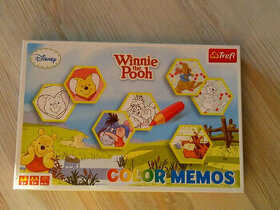 Disney
Winnie
the
Pooh
Trefl
COLOR MEMOS